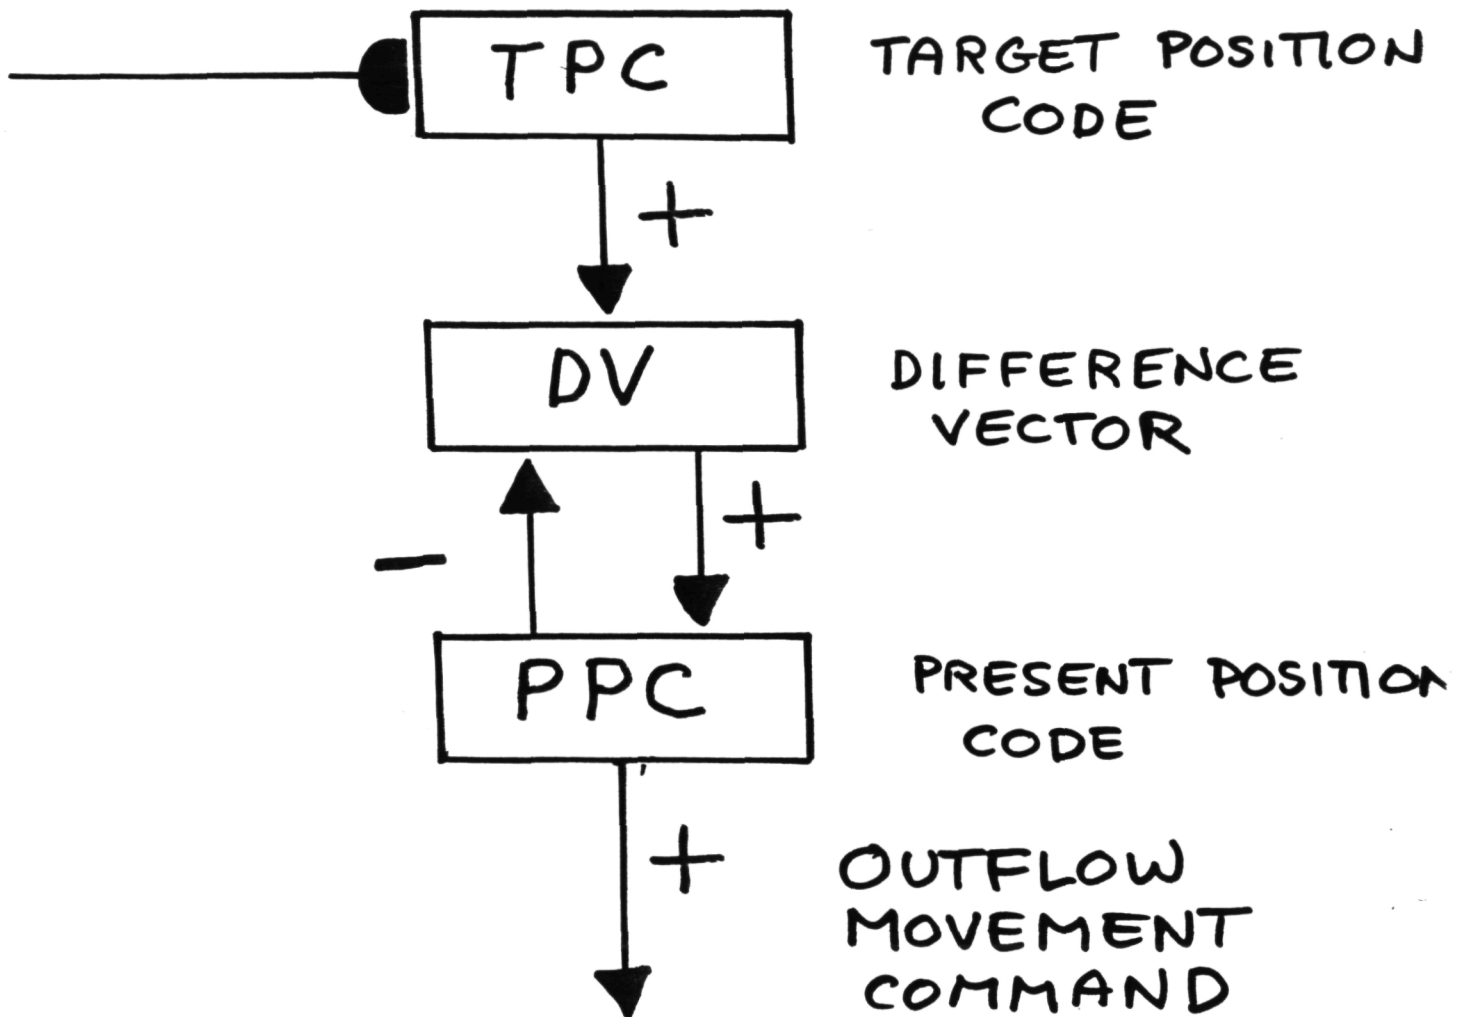 TPC
TARGET POSITION
CODE
+
DV
DIFFERENCE
VECTOR
+
−
PPC
PRESENT POSITION
CODE
+
OUTFLOW
MOVEMENT
COMMAND